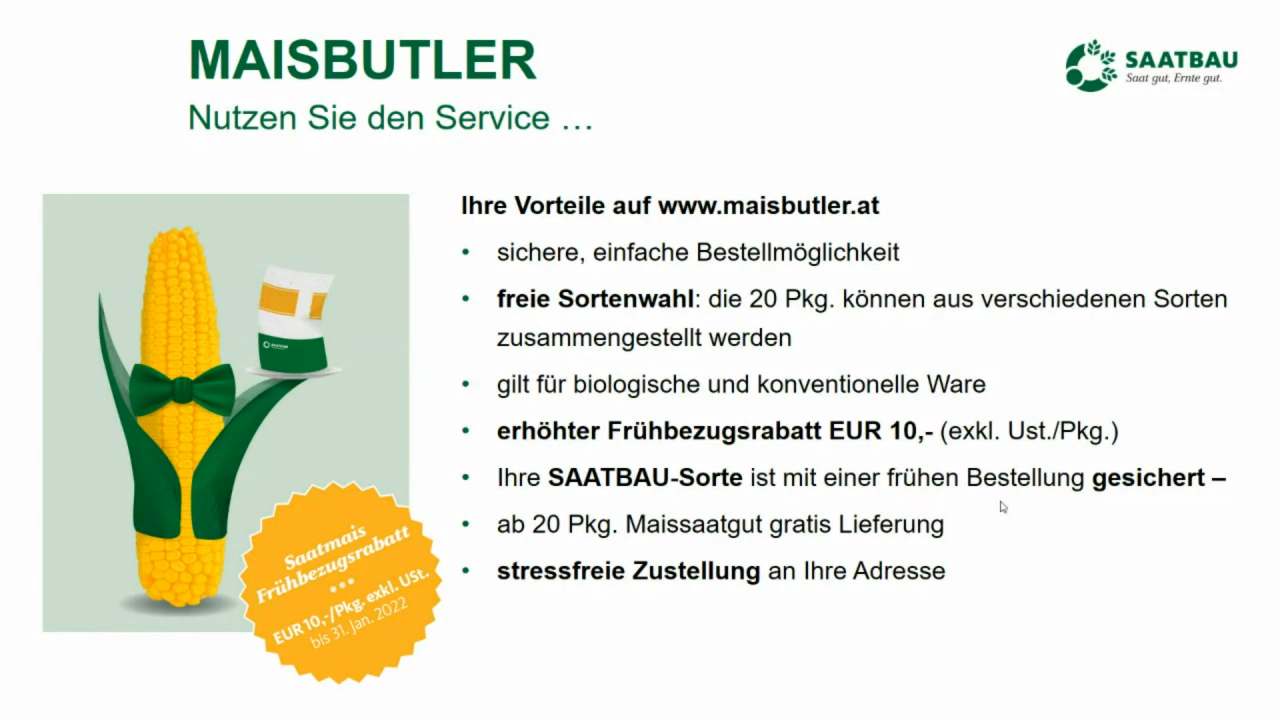 MAISBUTLER
Nutzen Sie den Service …
SAATBAU
Saat gut, Ernte gut.
Ihre Vorteile auf www.maisbutler.at
• sichere, einfache Bestellmöglichkeit
• freie Sortenwahl: die 20 Pkg. können aus verschiedenen Sorten
zusammengestellt werden
• gilt für biologische und konventionelle Ware
• erhöhter Frühbezugsrabatt EUR 10,- (exkl. Ust./Pkg.)
• Ihre SAATBAU-Sorte ist mit einer frühen Bestellung gesichert –
• ab 20 Pkg. Maissaatgut gratis Lieferung
• stressfreie Zustellung an Ihre Adresse
SAATBAU
Saatmais
Frühbezugsrabatt
***
EUR 10,-/Pkg. exkl. USt.
bis 31. Jan. 2022